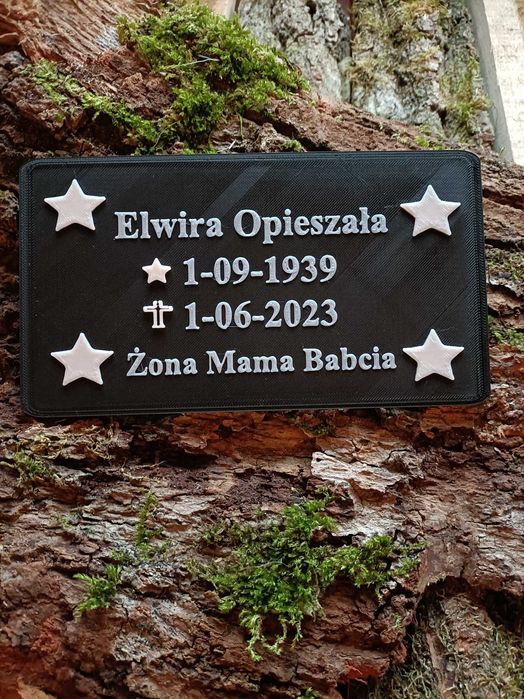 Elwira Opieszała
1-09-1939
1-06-2023
Żona Mama Babcia